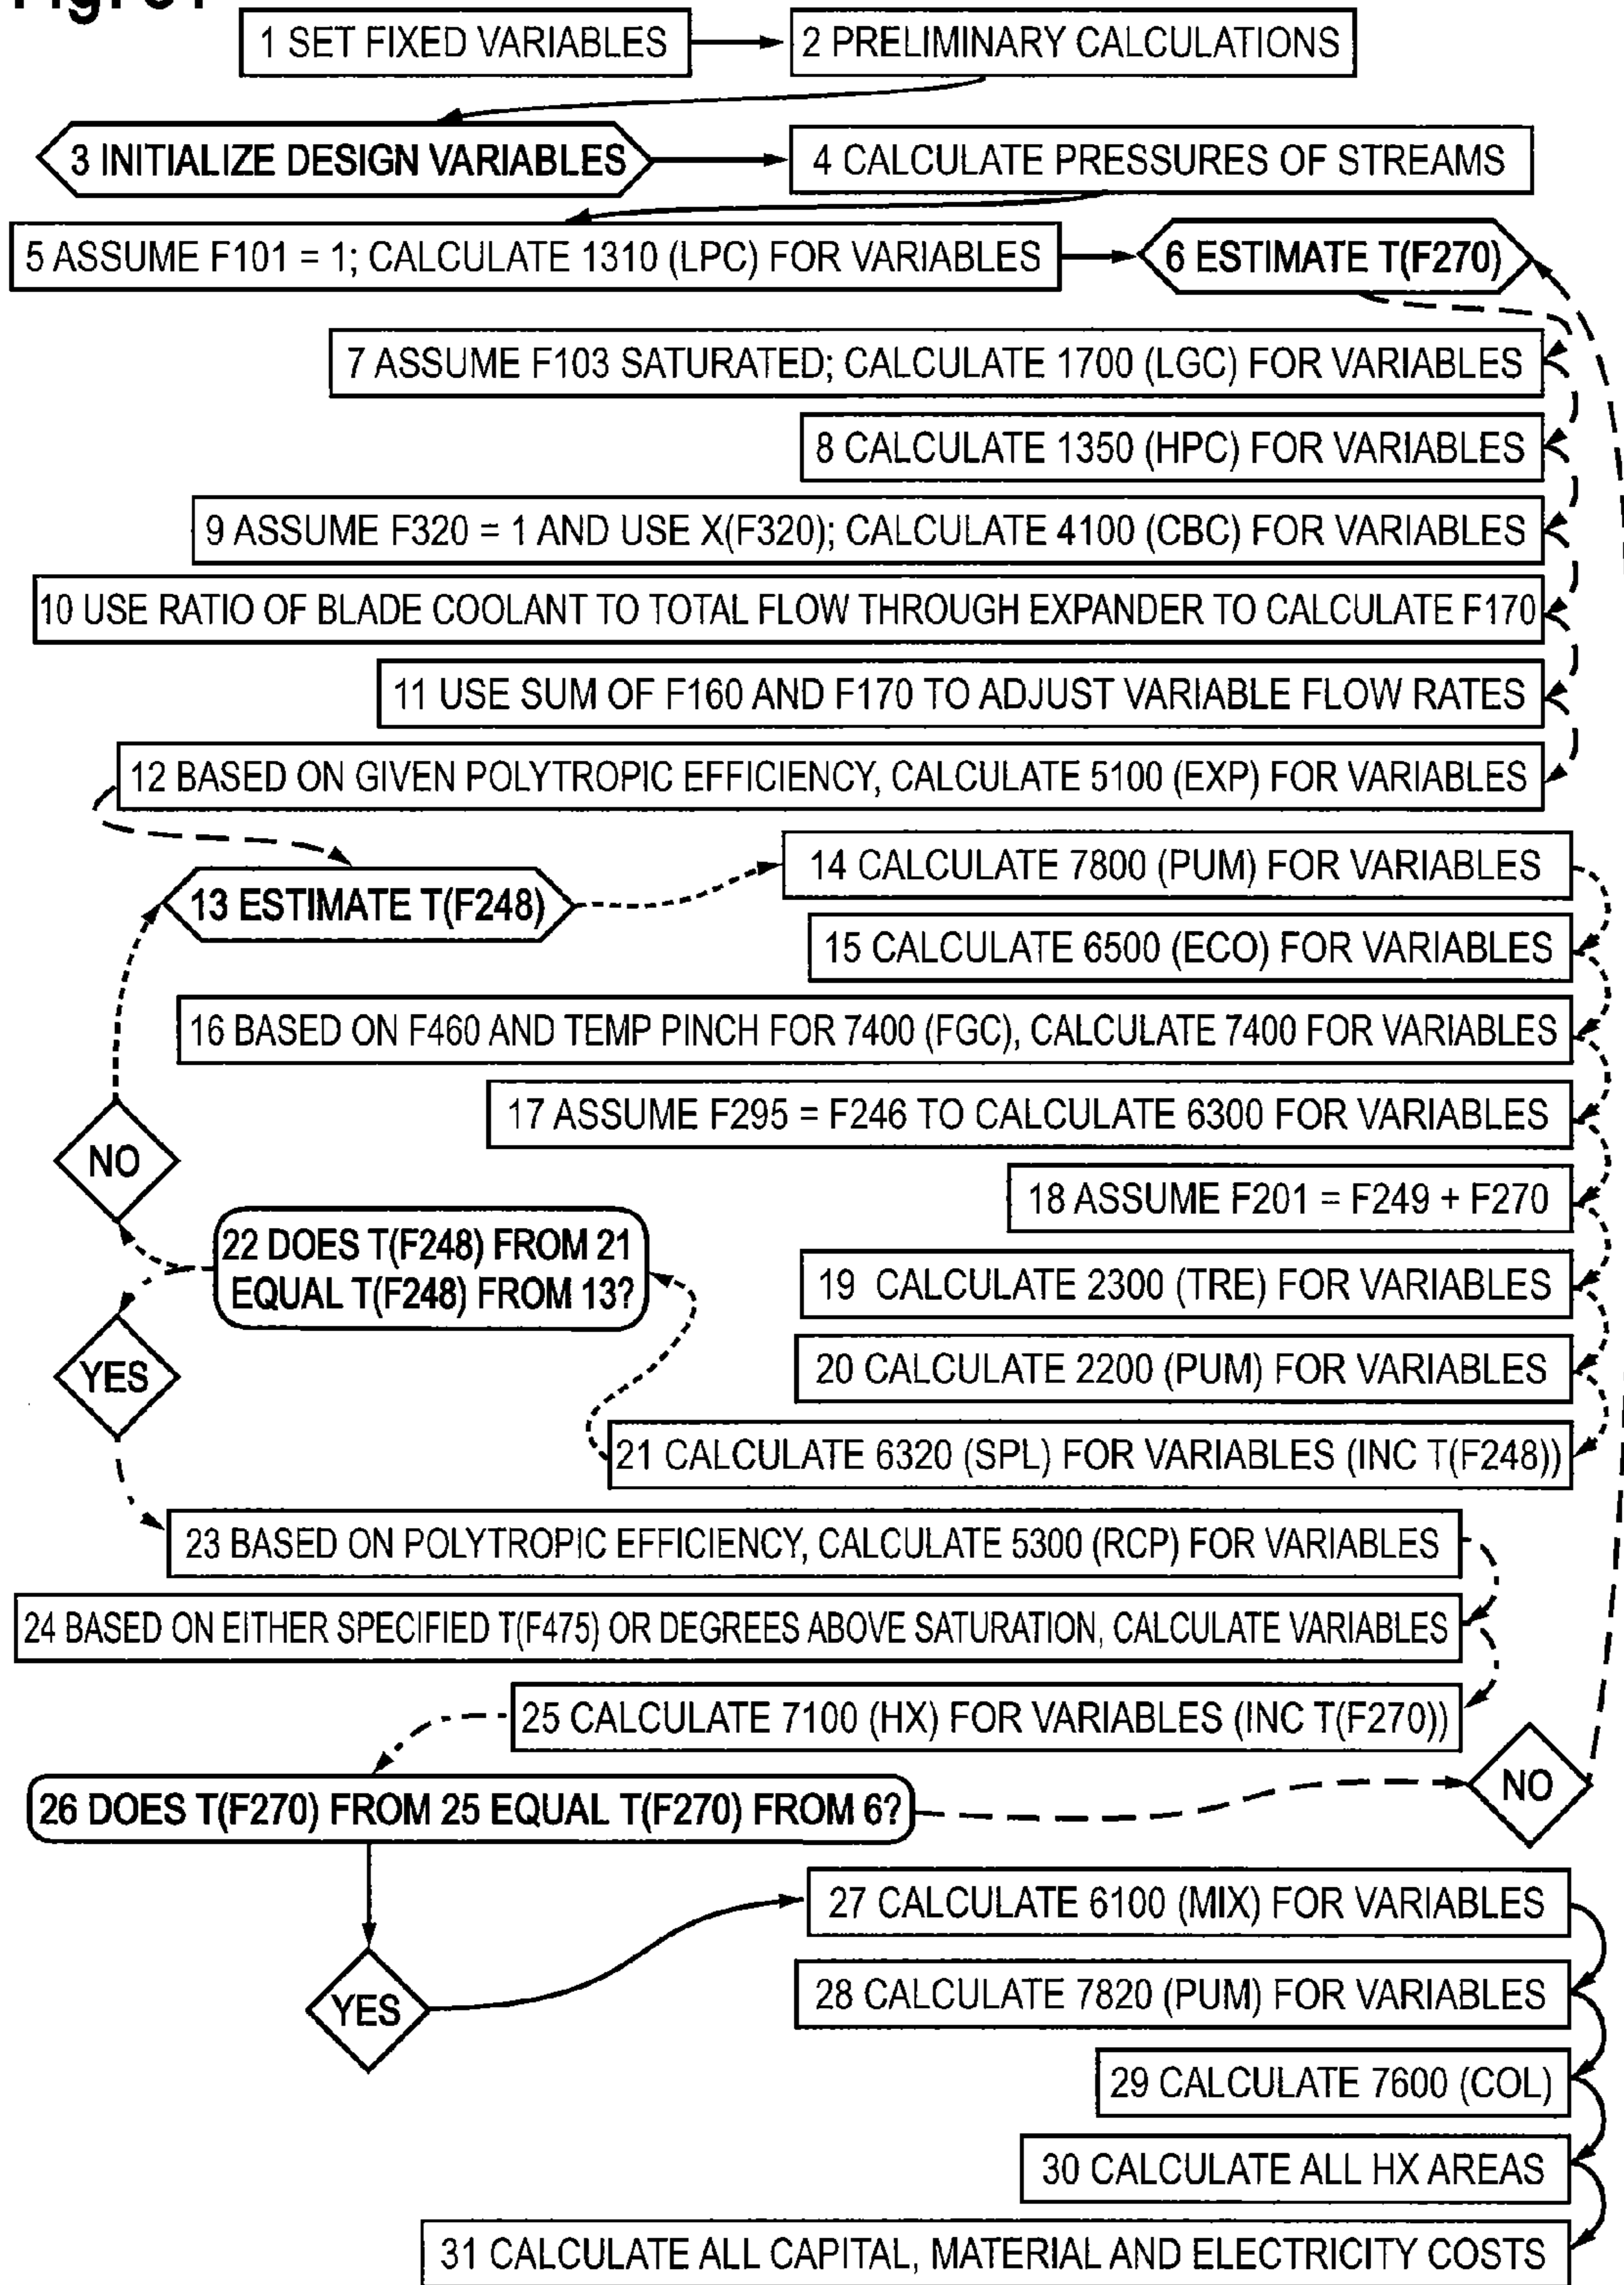 1 SET FIXED VARIABLES
2 PRELIMINARY CALCULATIONS
3 INITIALIZE DESIGN VARIABLES
4 CALCULATE PRESSURES OF STREAMS
5 ASSUME F101 = 1; CALCULATE 1310 (LPC) FOR VARIABLES
6 ESTIMATE T(F270)
7 ASSUME F103 SATURATED; CALCULATE 1700 (LGC) FOR VARIABLES
8 CALCULATE 1350 (HPC) FOR VARIABLES
9 ASSUME F320 = 1 AND USE X(F320); CALCULATE 4100 (CBC) FOR VARIABLES
10 USE RATIO OF BLADE COOLANT TO TOTAL FLOW THROUGH EXPANDER TO CALCULATE F170
11 USE SUM OF F160 AND F170 TO ADJUST VARIABLE FLOW RATES
12 BASED ON GIVEN POLYTROPIC EFFICIENCY, CALCULATE 5100 (EXP) FOR VARIABLES
13 ESTIMATE T(F248)
14 CALCULATE 7800 (PUM) FOR VARIABLES
15 CALCULATE 6500 (ECO) FOR VARIABLES
16 BASED ON F460 AND TEMP PINCH FOR 7400 (FGC), CALCULATE 7400 FOR VARIABLES
17 ASSUME F295 = F246 TO CALCULATE 6300 FOR VARIABLES
NO
18 ASSUME F201 = F249 + F270
22 DOES T(F248) FROM 21
EQUAL T(F248) FROM 13?
19 CALCULATE 2300 (TRE) FOR VARIABLES
YES
20 CALCULATE 2200 (PUM) FOR VARIABLES
21 CALCULATE 6320 (SPL) FOR VARIABLES (INC T(F248))
23 BASED ON POLYTROPIC EFFICIENCY, CALCULATE 5300 (RCP) FOR VARIABLES
24 BASED ON EITHER SPECIFIED T(F475) OR DEGREES ABOVE SATURATION, CALCULATE VARIABLES
25 CALCULATE 7100 (HX) FOR VARIABLES (INC T(F270))
26 DOES T(F270) FROM 25 EQUAL T(F270) FROM 6?
NO
27 CALCULATE 6100 (MIX) FOR VARIABLES
28 CALCULATE 7820 (PUM) FOR VARIABLES
YES
29 CALCULATE 7600 (COL)
30 CALCULATE ALL HX AREAS
31 CALCULATE ALL CAPITAL, MATERIAL AND ELECTRICITY COSTS